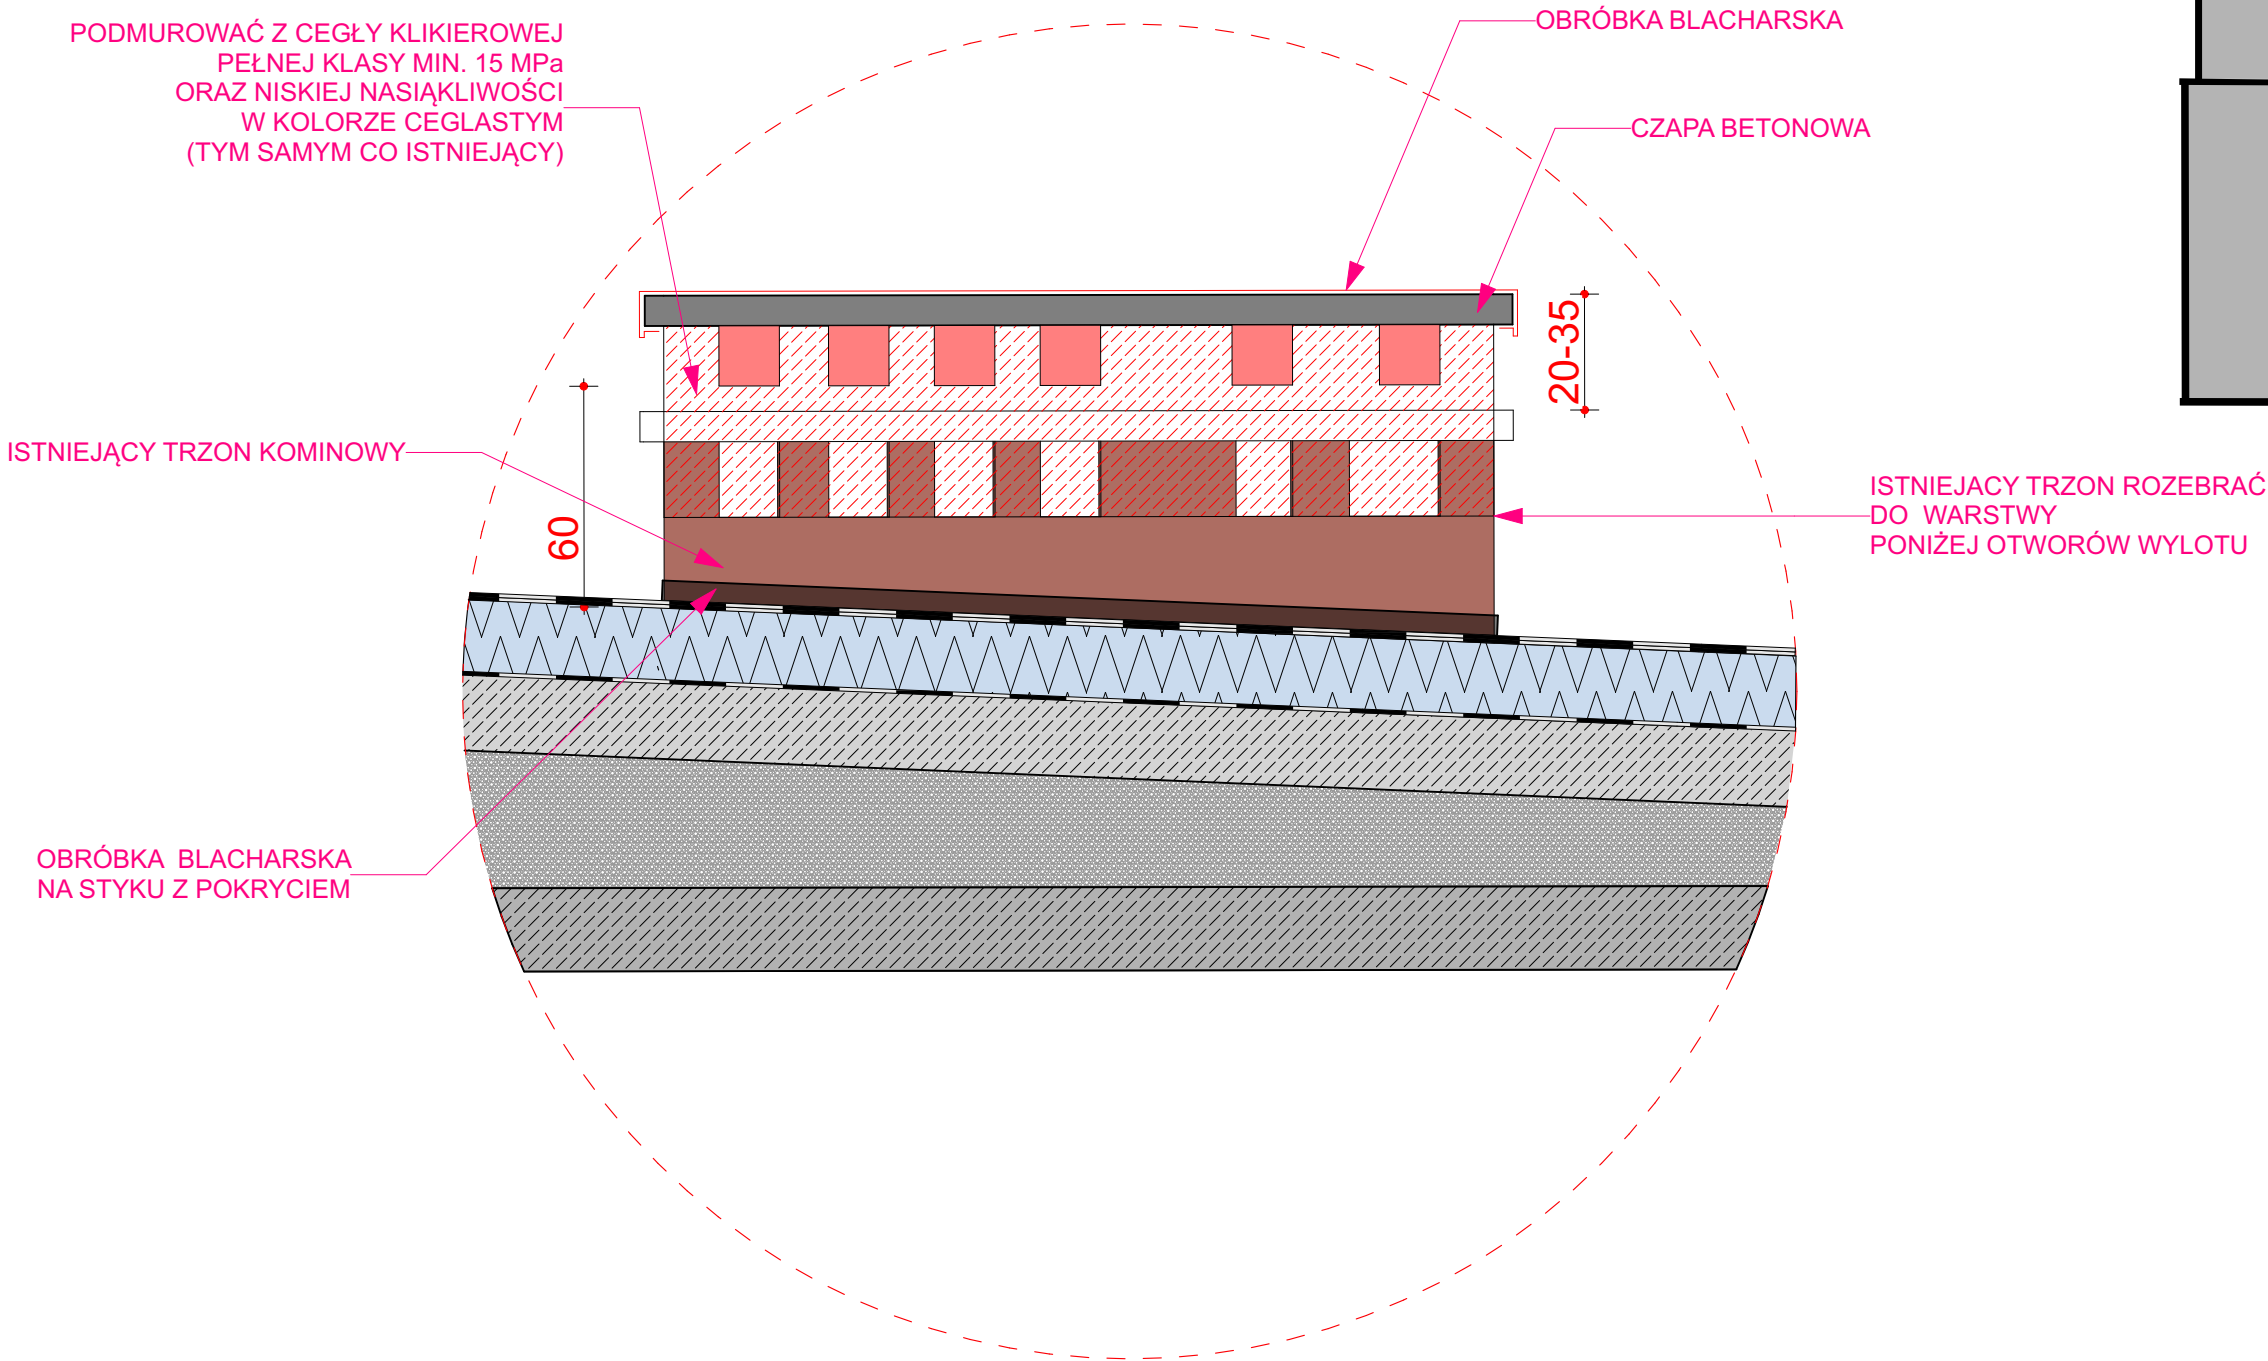 PODMUROWAĆ Z CEGŁY KLIKIEROWEJ
PEŁNEJ KLASY MIN. 15 MPa
ORAZ NISKIEJ NASIĄKLIWOŚCI
W KOLORZE CEGLASTYM
(TYM SAMYM CO ISTNIEJĄCY)
OBRÓBKA BLACHARSKA
CZAPA BETONOWA
20-35
ISTNIEJĄCY TRZON KOMINOWY
60
ISTNIEJACY TRZON ROZEBRAĆ
DO WARSTWY
PONIŻEJ OTWORÓW WYLOTU
OBRÓBKA BLACHARSKA
NA STYKU Z POKRYCIEM